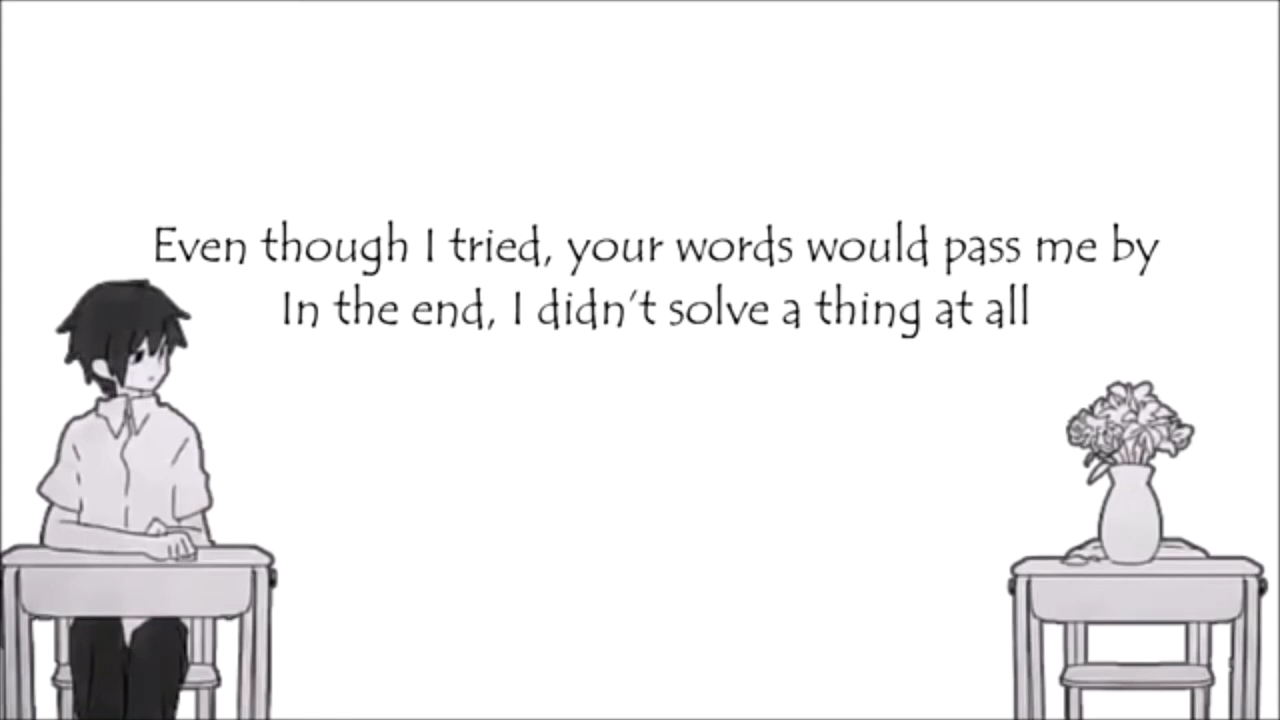 Even though I tried, your words would pass me by
In the end, I didn't solve a thing at all